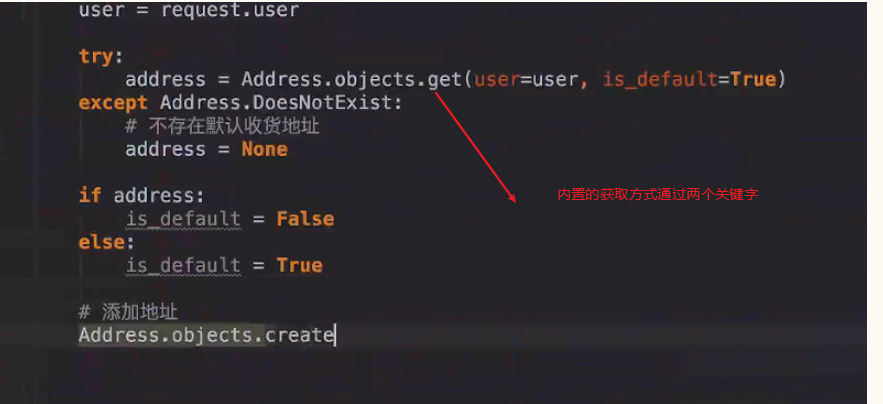 user = request.user
try:
address = Address.objects.get(user=user, is_default=True)
except Address.DoesNotExist:
# 不存在默认收货地址
address = None
内置的获取方式通过两个关键字
if address:
is_default = False
else:
is_default = True
# 添加地址
Address.objects.create